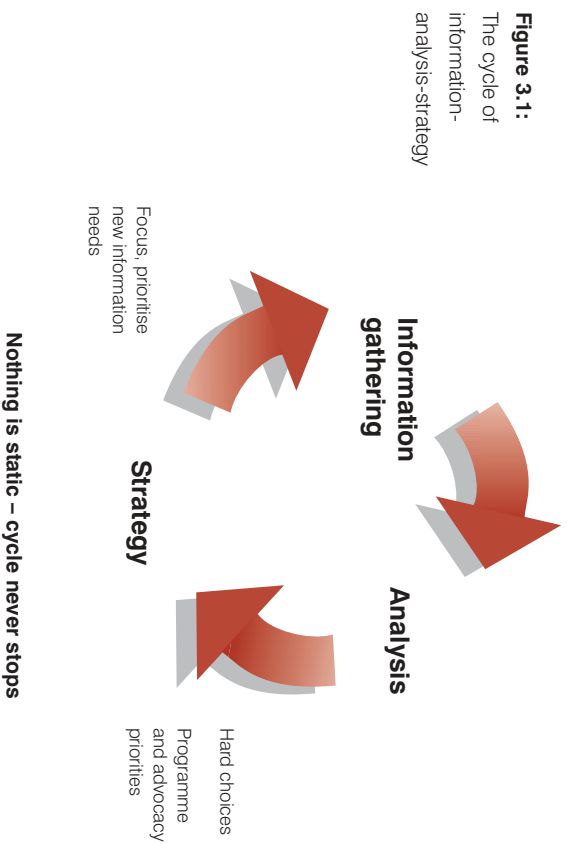 Figure 3.1:
The cycle of
information-
analysis-strategy
Information
gathering
Analysis
Hard choices
Programme
and advocacy
priorities
Strategy
Focus, prioritise
new information
needs
Nothing is static – cycle never stops